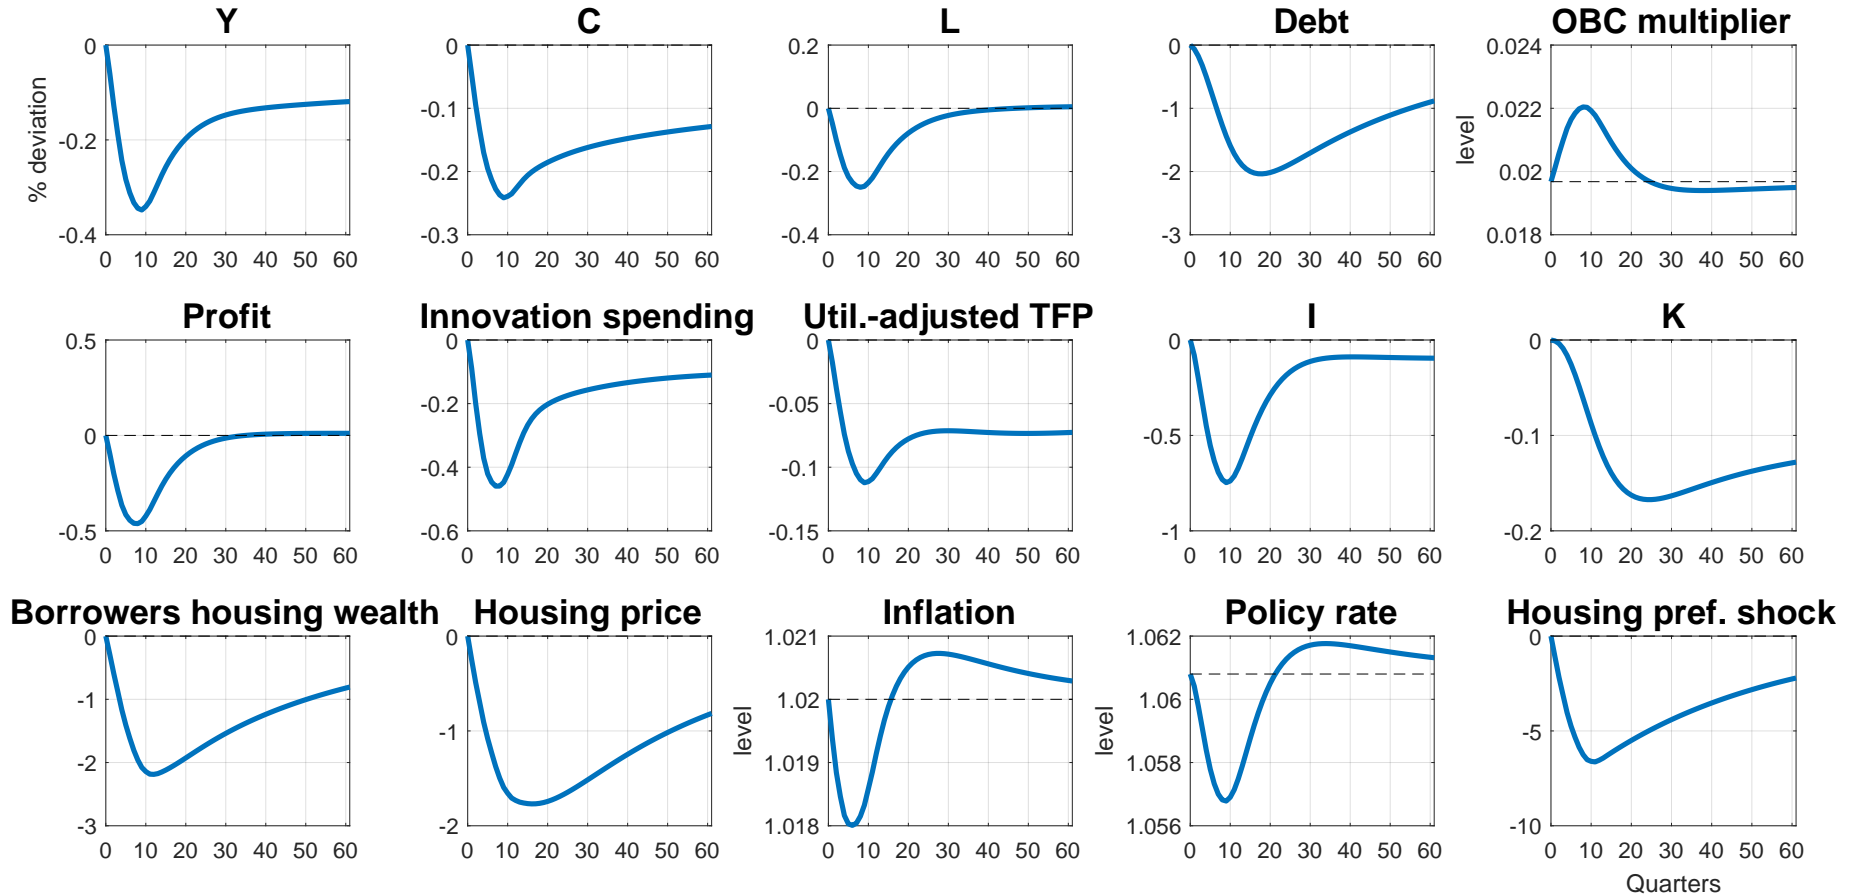 Y
C
L
Debt
OBC multiplier
% deviation
0
-0.2
-0.4
0 10 20 30 40 50 60
0
-0.1
-0.2
-0.3
0 10 20 30 40 50 60
0.2
0
-0.2
-0.4
0 10 20 30 40 50 60
0
-1
-2
-3
0 10 20 30 40 50 60
level
0.024
0.022
0.02
0.018
0 10 20 30 40 50 60
Profit
Innovation spending
Util.-adjusted TFP
I
K
0.5
0
-0.5
0 10 20 30 40 50 60
0
-0.2
-0.4
-0.6
0 10 20 30 40 50 60
0
-0.05
-0.1
-0.15
0 10 20 30 40 50 60
0
-0.5
-1
0 10 20 30 40 50 60
0
-0.1
-0.2
0 10 20 30 40 50 60
Borrowers housing wealth
Housing price
Inflation
Policy rate
Housing pref. shock
0
-1
-2
-3
0 10 20 30 40 50 60
0
-1
-2
0 10 20 30 40 50 60
level
1.021
1.02
1.019
1.018
0 10 20 30 40 50 60
level
1.062
1.06
1.058
1.056
0 10 20 30 40 50 60
0
-5
-10
0 10 20 30 40 50 60
Quarters